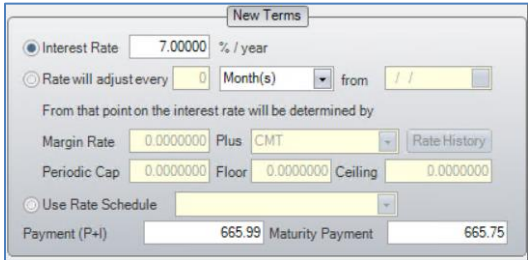 New Terms
Interest Rate 7.00000 % / year
Rate will adjust every 0 Month(s) from / /
From that point on the interest rate will be determined by
Margin Rate 0.0000000 Plus CMT Rate History
Periodic Cap 0.0000000 Floor 0.0000000 Ceiling 0.0000000
Use Rate Schedule
Payment (P+I) 665.99 Maturity Payment 665.75